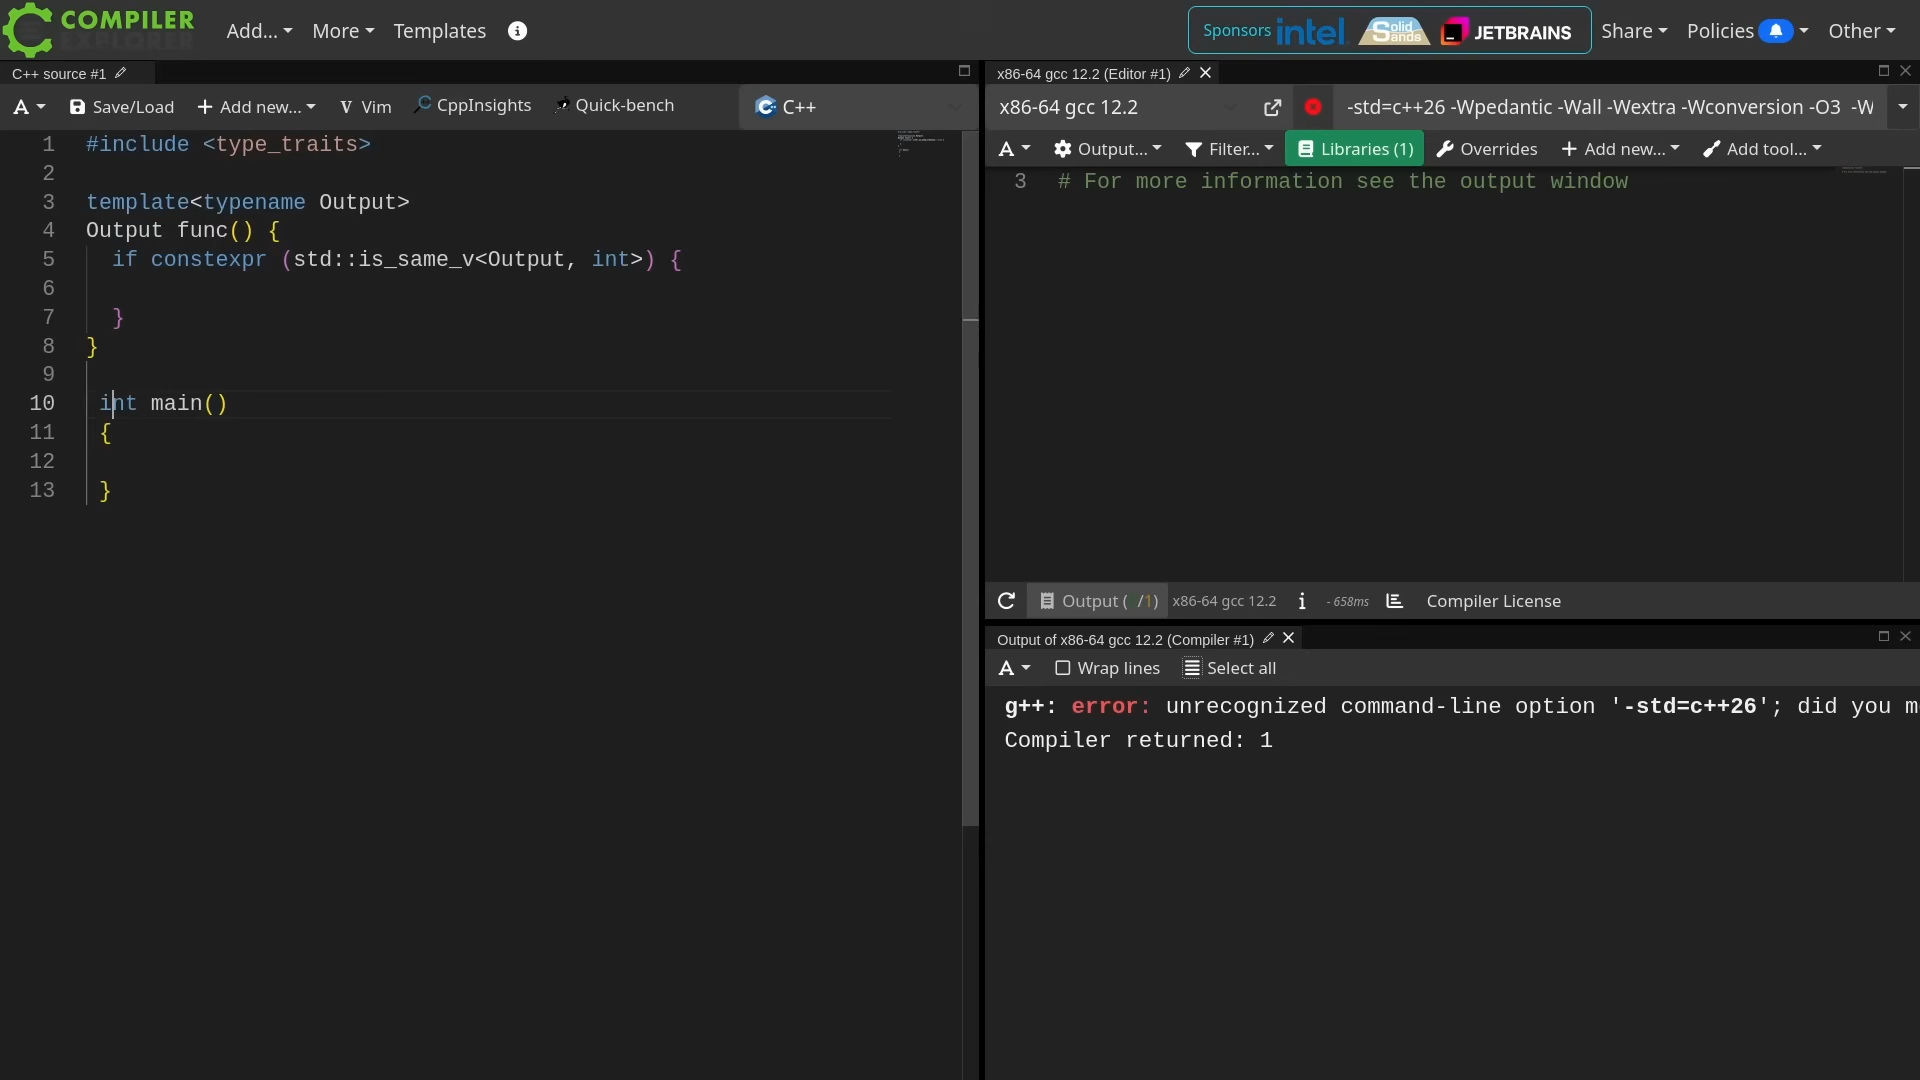 COMPILER
EXPLORER
Add...
More
Templates
Sponsors intel Solid Sands JETBRAINS
Share
Policies
Other
C++ source #1
A
Save/Load
Add new...
Vim
CppInsights
Quick-bench
C++
1 #include <type_traits>
2
3 template<typename Output>
4 Output func() {
5 if constexpr (std::is_same_v<Output, int>) {
6
7 }
8 }
9
10 int main()
11 {
12
13 }
x86-64 gcc 12.2 (Editor #1)
x86-64 gcc 12.2
-std=c++26 -Wpedantic -Wall -Wextra -Wconversion -O3 -W
A
Output...
Filter...
Libraries (1)
Overrides
Add new...
Add tool...
3 # For more information see the output window
Output ( /1) x86-64 gcc 12.2 i - 658ms Compiler License
Output of x86-64 gcc 12.2 (Compiler #1)
A
Wrap lines
Select all
g++: error: unrecognized command-line option '-std=c++26'; did you m
Compiler returned: 1